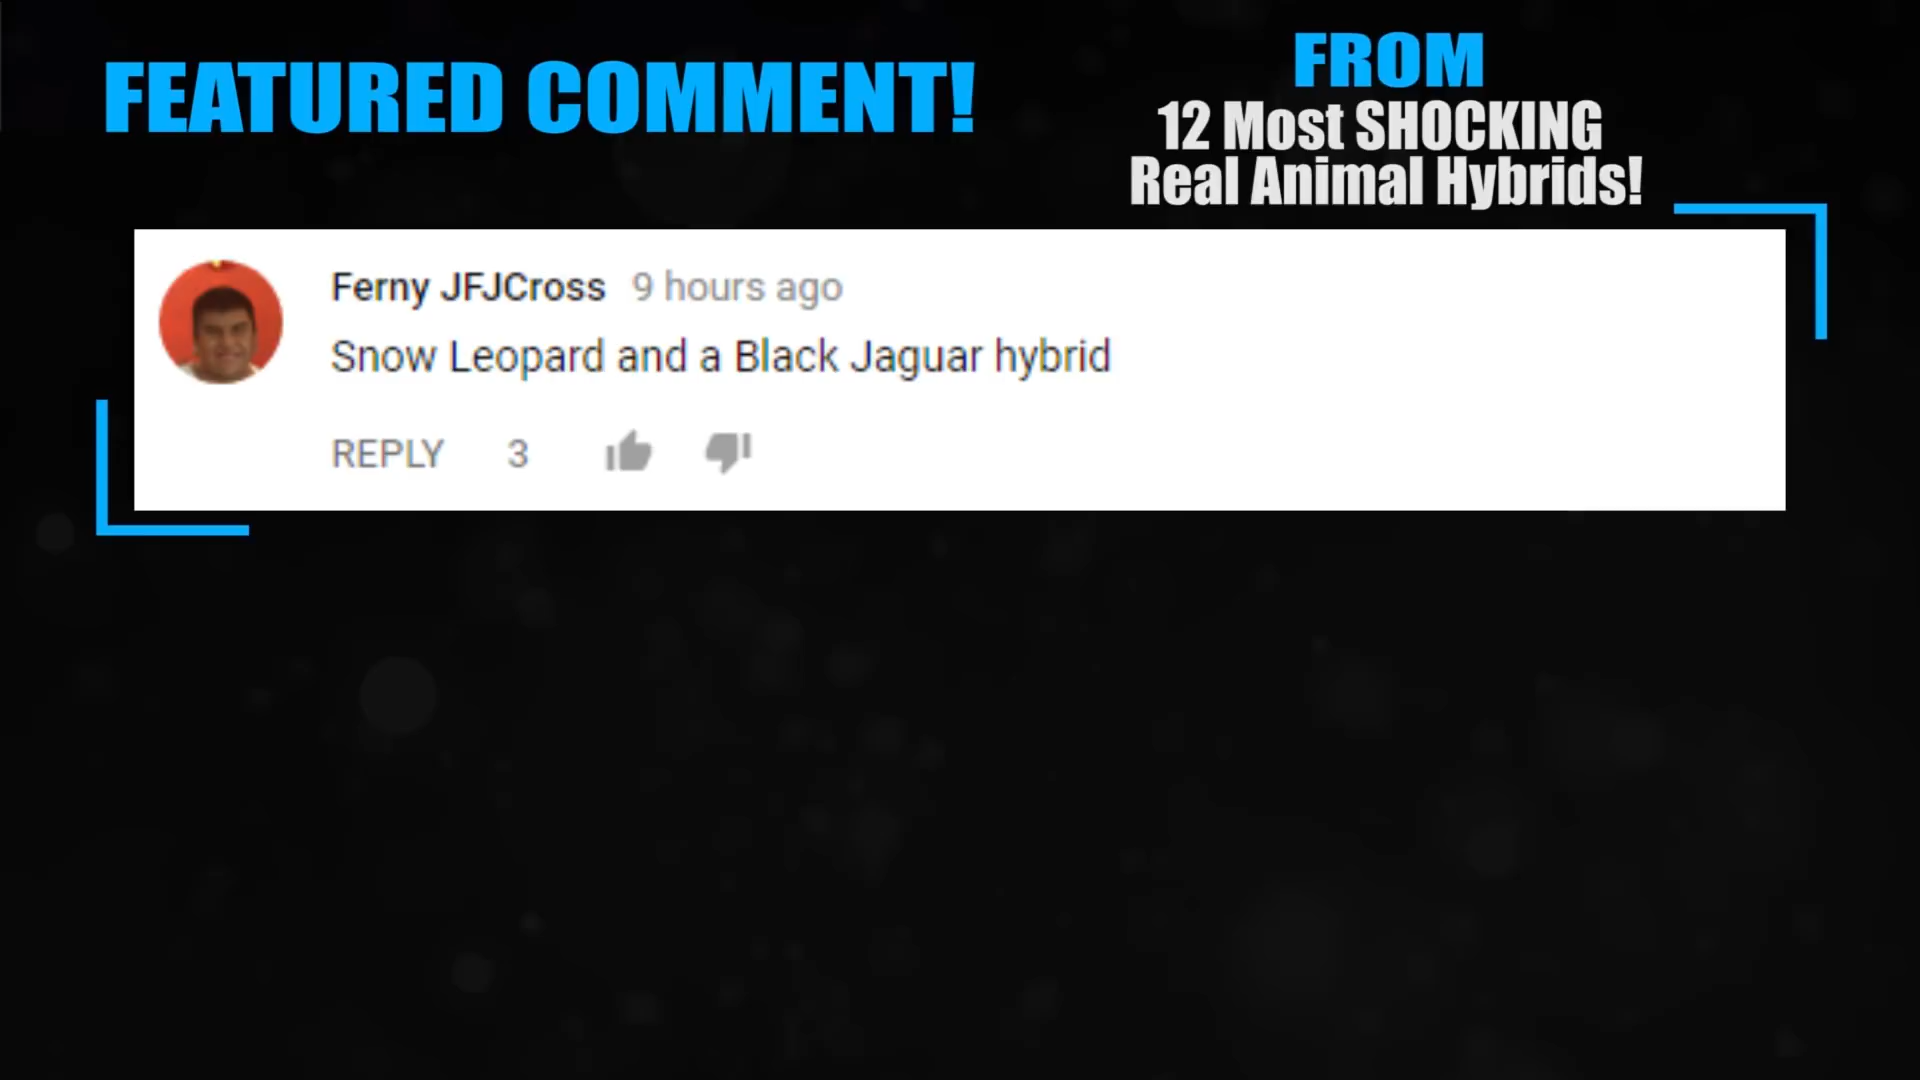 FEATURED COMMENT!
FROM
12 Most SHOCKING
Real Animal Hybrids!
Ferny JFJCross 9 hours ago
Snow Leopard and a Black Jaguar hybrid
REPLY 3